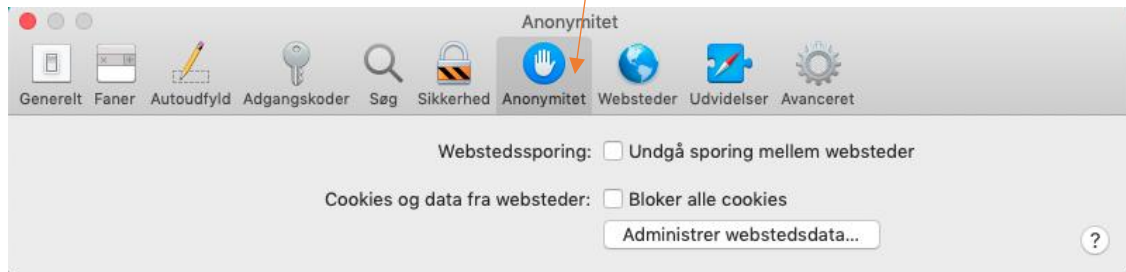 Anonymitet
Generelt Faner Autoudfyld Adgangskoder Søg Sikkerhed Anonymitet Websteder Udvidelser Avanceret
Webstedssporing: Undgå sporing mellem websteder
Cookies og data fra websteder: Bloker alle cookies
Administrer webstedsdata...
?